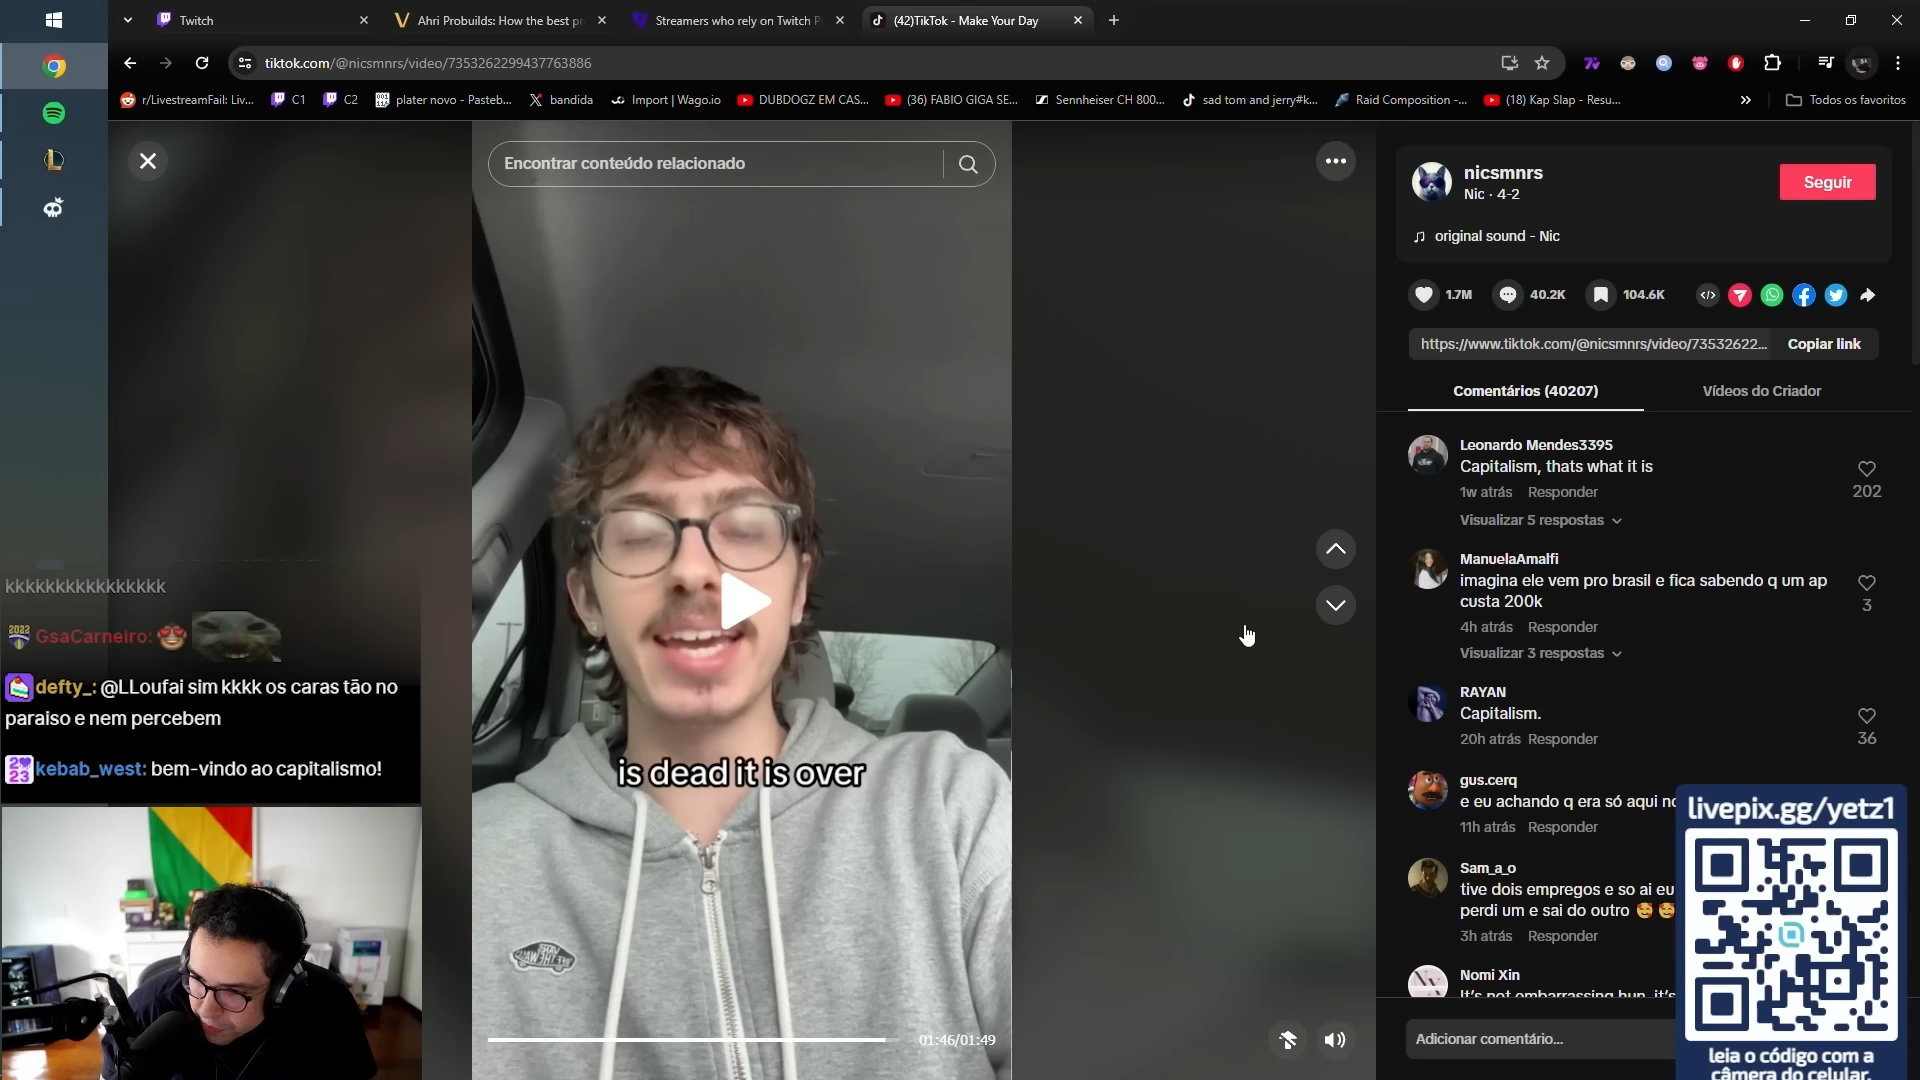 Twitch
Ahri Probuilds: How the best p
Streamers who rely on Twitch P
(42)TikTok - Make Your Day
tiktok.com/@nicsmnrs/video/7353262299437763886
r/LivestreamFail: Liv...
C1
C2
plater novo - Pasteb...
bandida
Import | Wago.io
DUBDOGZ EM CAS...
(36) FABIO GIGA SE...
Sennheiser CH 800...
sad tom and jerry#k...
Raid Composition -...
(18) Kap Slap - Resu...
Todos os favoritos
Encontrar conteúdo relacionado
is dead it is over
01:46/01:49
nicsmnrs
Nic · 4-2
Seguir
original sound - Nic
1.7M
40.2K
104.6K
https://www.tiktok.com/@nicsmnrs/video/73532622...
Copiar link
Comentários (40207)
Vídeos do Criador
Leonardo Mendes3395
Capitalism, thats what it is
1w atrás Responder
202
Visualizar 5 respostas
ManuelaAmalfi
imagina ele vem pro brasil e fica sabendo q um ap
custa 200k
3
4h atrás Responder
Visualizar 3 respostas
RAYAN
Capitalism.
20h atrás Responder
36
gus.cerq
e eu achando q era só aqui
11h atrás Responder
Sam_a_o
tive dois empregos e so ai eu
perdi um e sai do outro
3h atrás Responder
Nomi Xin
It's not embarrassing hun, it's
Adicionar comentário...
kkkkkkkkkkkkkkkk
2022 GsaCarneiro:
defty_: @LLoufai sim kkkk os caras tão no
paraiso e nem percebem
2023 kebab_west: bem-vindo ao capitalismo!
livepix.gg/yetz1
leia o código com a
câmera do celular.